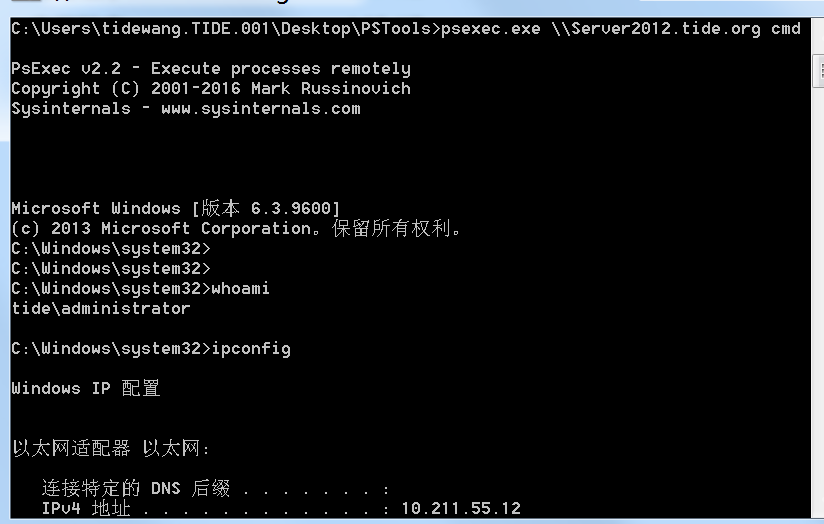 C:\Users\tidewang.TIDE.001\Desktop\PSTools>psexec.exe \\Server2012.tide.org cmd
PsExec v2.2 - Execute processes remotely
Copyright (C) 2001-2016 Mark Russinovich
Sysinternals - www.sysinternals.com
Microsoft Windows [版本 6.3.9600]
(c) 2013 Microsoft Corporation。保留所有权利。
C:\Windows\system32>
C:\Windows\system32>
C:\Windows\system32>whoami
tide\administrator
C:\Windows\system32>ipconfig
Windows IP 配置
以太网适配器 以太网:
连接特定的 DNS 后缀 . . . . . . . :
IPv4 地址 . . . . . . . . . . . . : 10.211.55.12